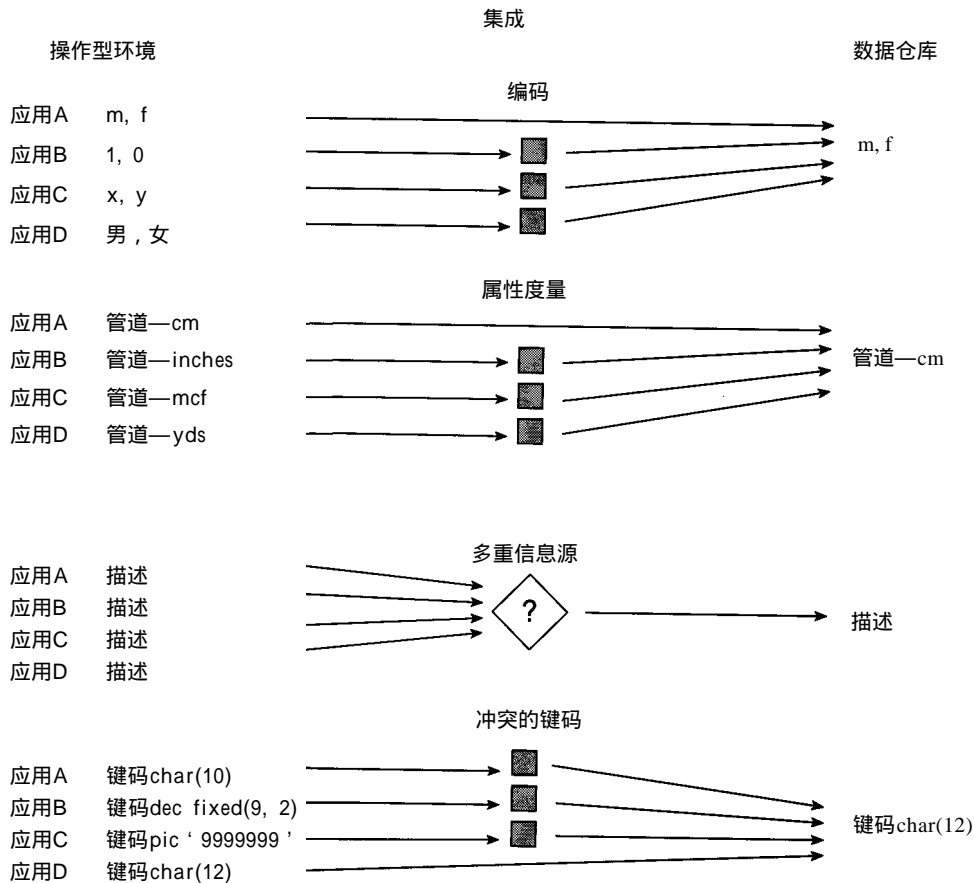 集成
操作型环境 数据仓库
编码
应用A m, f
应用B 1, 0 m, f
应用C x, y
应用D 男 , 女
属性度量
应用A 管道—cm
应用B 管道—inches 管道—cm
应用C 管道—mcf
应用D 管道—yds
多重信息源
应用A 描述
应用B 描述 ?
应用C 描述 描述
应用D 描述
冲突的键码
应用A 键码char(10)
应用B 键码dec fixed(9, 2)
应用C 键码pic ‘ 9999999 ’ 键码char(12)
应用D 键码char(12)